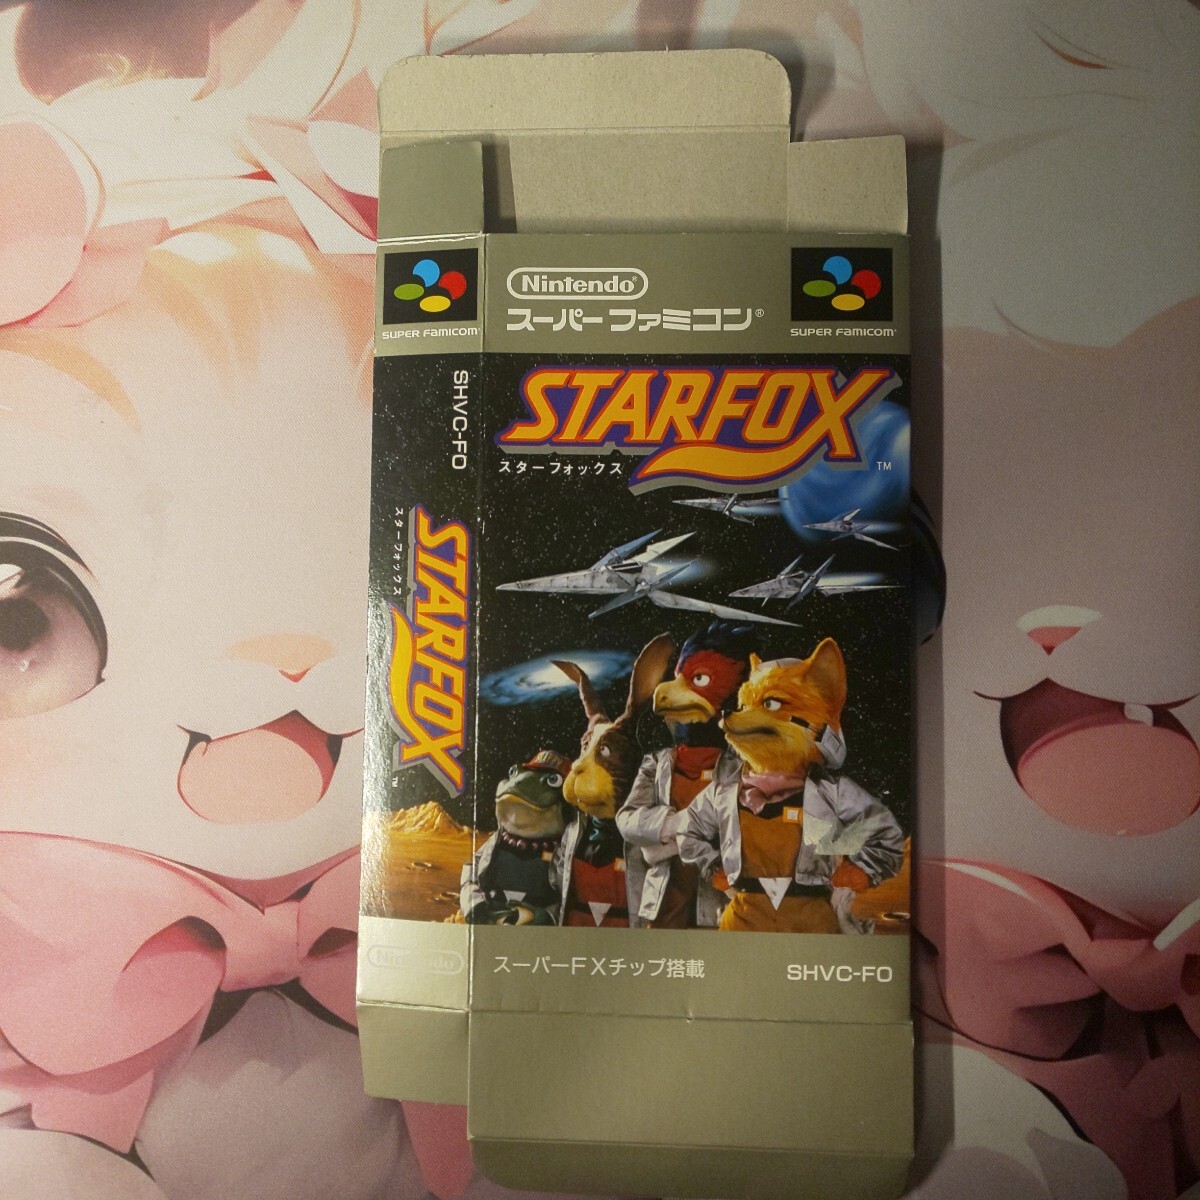 SUPER FAMICOM
SHVC-FO
スターフォックス
STARFOX
TM
Nintendo
Nintendo®
スーパーファミコン®
SUPER FAMICOM
STARFOX
スターフォックス
TM
スーパーFXチップ搭載
SHVC-FO